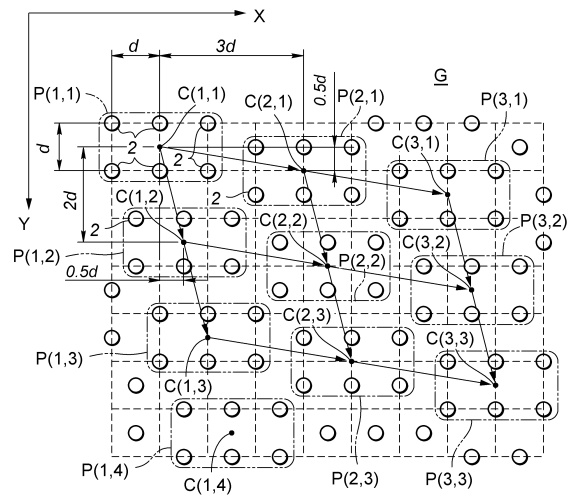 X
d
3d
G
P(1,1)
C(1,1)
C(2,1)
0.5d
P(2,1)
P(3,1)
d
2
2
C(3,1)
2d
C(1,2)
2
Y
2
C(2,2)
P(3,2)
C(3,2)
P(1,2)
P(2,2)
0.5d
C(2,3)
C(3,3)
P(1,3)
C(1,3)
P(1,4)
C(1,4)
P(2,3)
P(3,3)